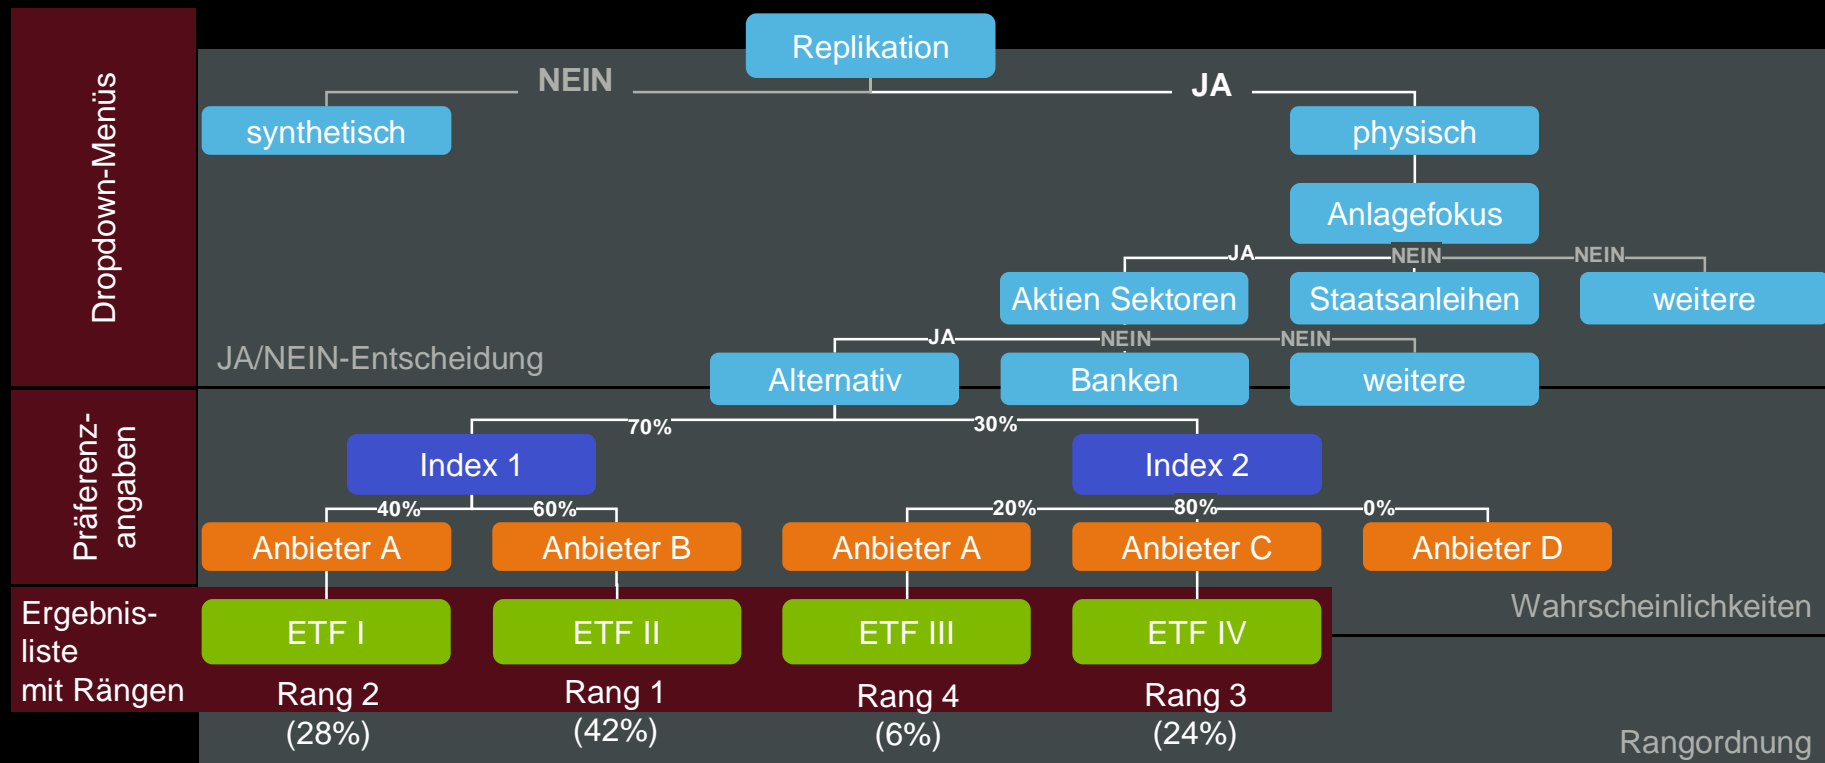 Dropdown-Menüs
Replikation
NEIN
JA
synthetisch
physisch
Anlagefokus
JA
NEIN
NEIN
Aktien Sektoren
Staatsanleihen
weitere
JA
NEIN
NEIN
JA/NEIN-Entscheidung
Alternativ
Banken
weitere
Präferenz-
angaben
70%
30%
Index 1
Index 2
40%
60%
20%
80%
0%
Anbieter A
Anbieter B
Anbieter A
Anbieter C
Anbieter D
Wahrscheinlichkeiten
Ergebnis-
liste
mit Rängen
ETF I
ETF II
ETF III
ETF IV
Rang 2
(28%)
Rang 1
(42%)
Rang 4
(6%)
Rang 3
(24%)
Rangordnung